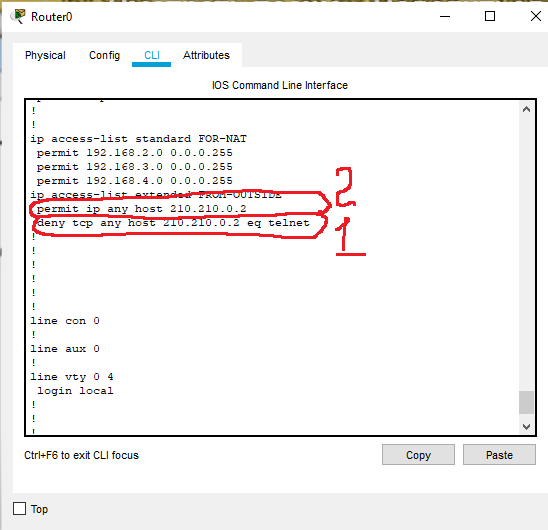 Router0
Physical Config CLI Attributes
IOS Command Line Interface
!
!
ip access-list standard FOR-NAT
permit 192.168.2.0 0.0.0.255
permit 192.168.3.0 0.0.0.255
permit 192.168.4.0 0.0.0.255
ip access-list extended FROM-OUTSIDE
permit ip any host 210.210.0.2
2
deny tcp any host 210.210.0.2 eq telnet
1
!
!
!
!
!
!
line con 0
!
line aux 0
!
line vty 0 4
login local
!
!
!
Ctrl+F6 to exit CLI focus
Copy
Paste
Top